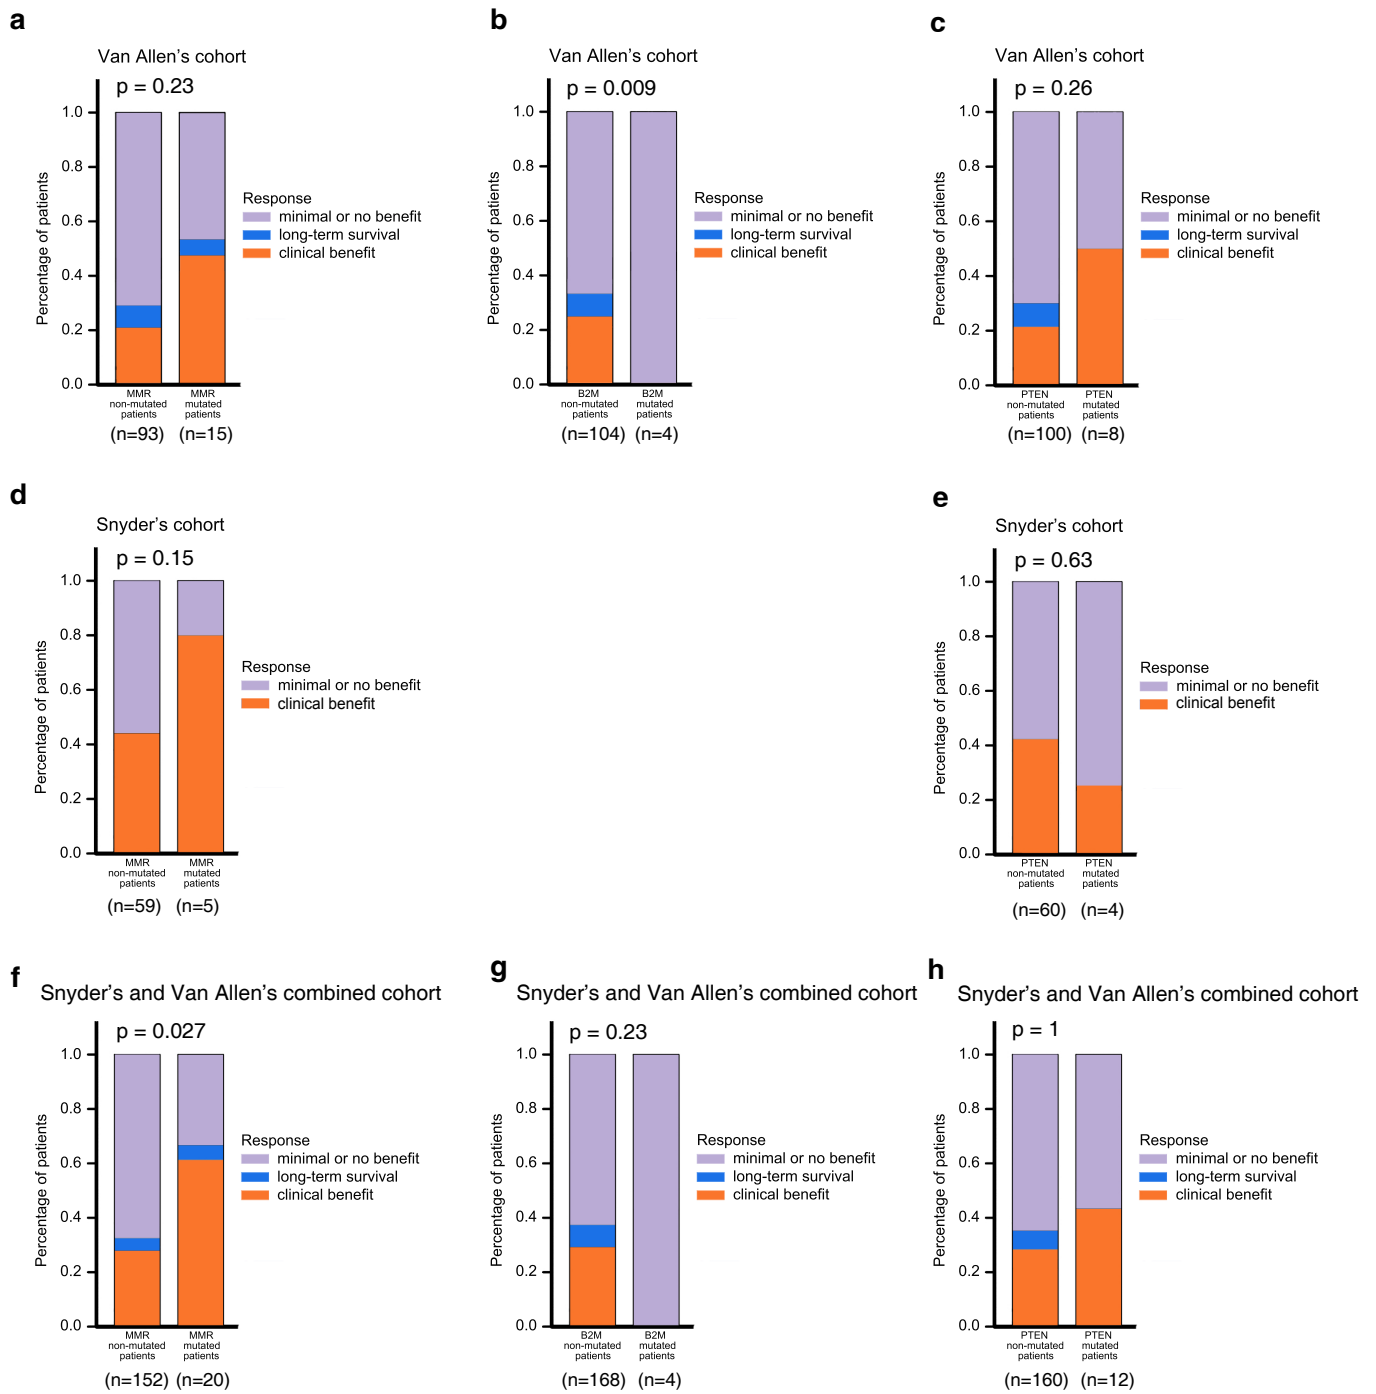 a
Van Allen's cohort
p = 0.23
Percentage of patients
1.0
0.8
0.6
0.4
0.2
0.0
Response
minimal or no benefit
long-term survival
clinical benefit
MMR
non-mutated
patients
MMR
mutated
patients
(n=93)
(n=15)
b
Van Allen's cohort
p = 0.009
Percentage of patients
1.0
0.8
0.6
0.4
0.2
0.0
Response
minimal or no benefit
long-term survival
clinical benefit
B2M
non-mutated
patients
B2M
mutated
patients
(n=104)
(n=4)
c
Van Allen's cohort
p = 0.26
Percentage of patients
1.0
0.8
0.6
0.4
0.2
0.0
Response
minimal or no benefit
long-term survival
clinical benefit
PTEN
non-mutated
patients
PTEN
mutated
patients
(n=100)
(n=8)
d
Snyder's cohort
p = 0.15
Percentage of patients
1.0
0.8
0.6
0.4
0.2
0.0
Response
minimal or no benefit
clinical benefit
MMR
non-mutated
patients
MMR
mutated
patients
(n=59)
(n=5)
e
Snyder's cohort
p = 0.63
Percentage of patients
1.0
0.8
0.6
0.4
0.2
0.0
Response
minimal or no benefit
clinical benefit
PTEN
non-mutated
patients
PTEN
mutated
patients
(n=60)
(n=4)
f
Snyder's and Van Allen's combined cohort
p = 0.027
Percentage of patients
1.0
0.8
0.6
0.4
0.2
0.0
Response
minimal or no benefit
long-term survival
clinical benefit
MMR
non-mutated
patients
MMR
mutated
patients
(n=152)
(n=20)
g
Snyder's and Van Allen's combined cohort
p = 0.23
Percentage of patients
1.0
0.8
0.6
0.4
0.2
0.0
Response
minimal or no benefit
long-term survival
clinical benefit
B2M
non-mutated
patients
B2M
mutated
patients
(n=168)
(n=4)
h
Snyder's and Van Allen's combined cohort
p = 1
Percentage of patients
1.0
0.8
0.6
0.4
0.2
0.0
Response
minimal or no benefit
long-term survival
clinical benefit
PTEN
non-mutated
patients
PTEN
mutated
patients
(n=160)
(n=12)